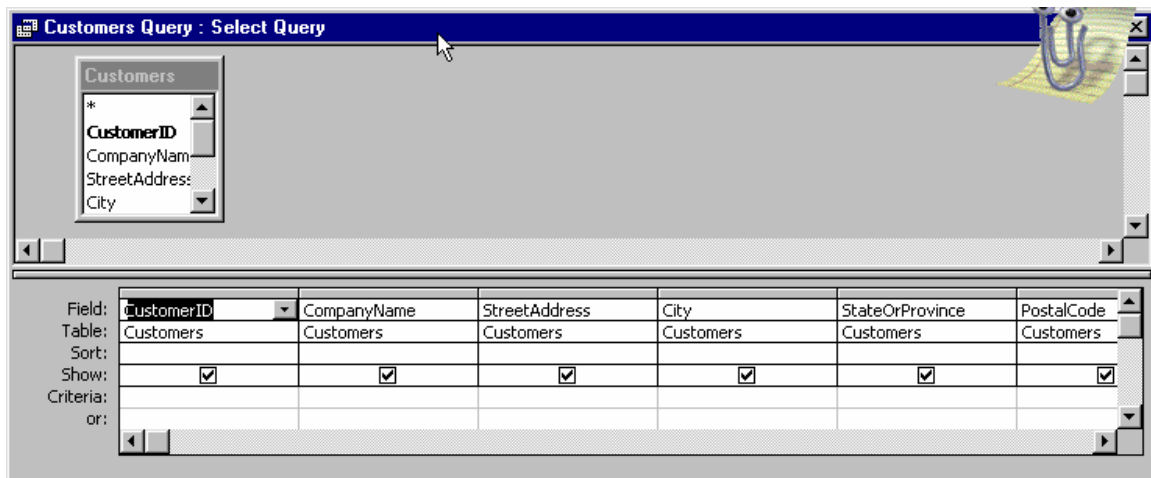 Customers Query : Select Query
Customers
*
CustomerID
CompanyNam
StreetAddress
City
Field: CustomerID CompanyName StreetAddress City StateOrProvince PostalCode
Table: Customers Customers Customers Customers Customers Customers
Sort:
Show:
Criteria:
or: